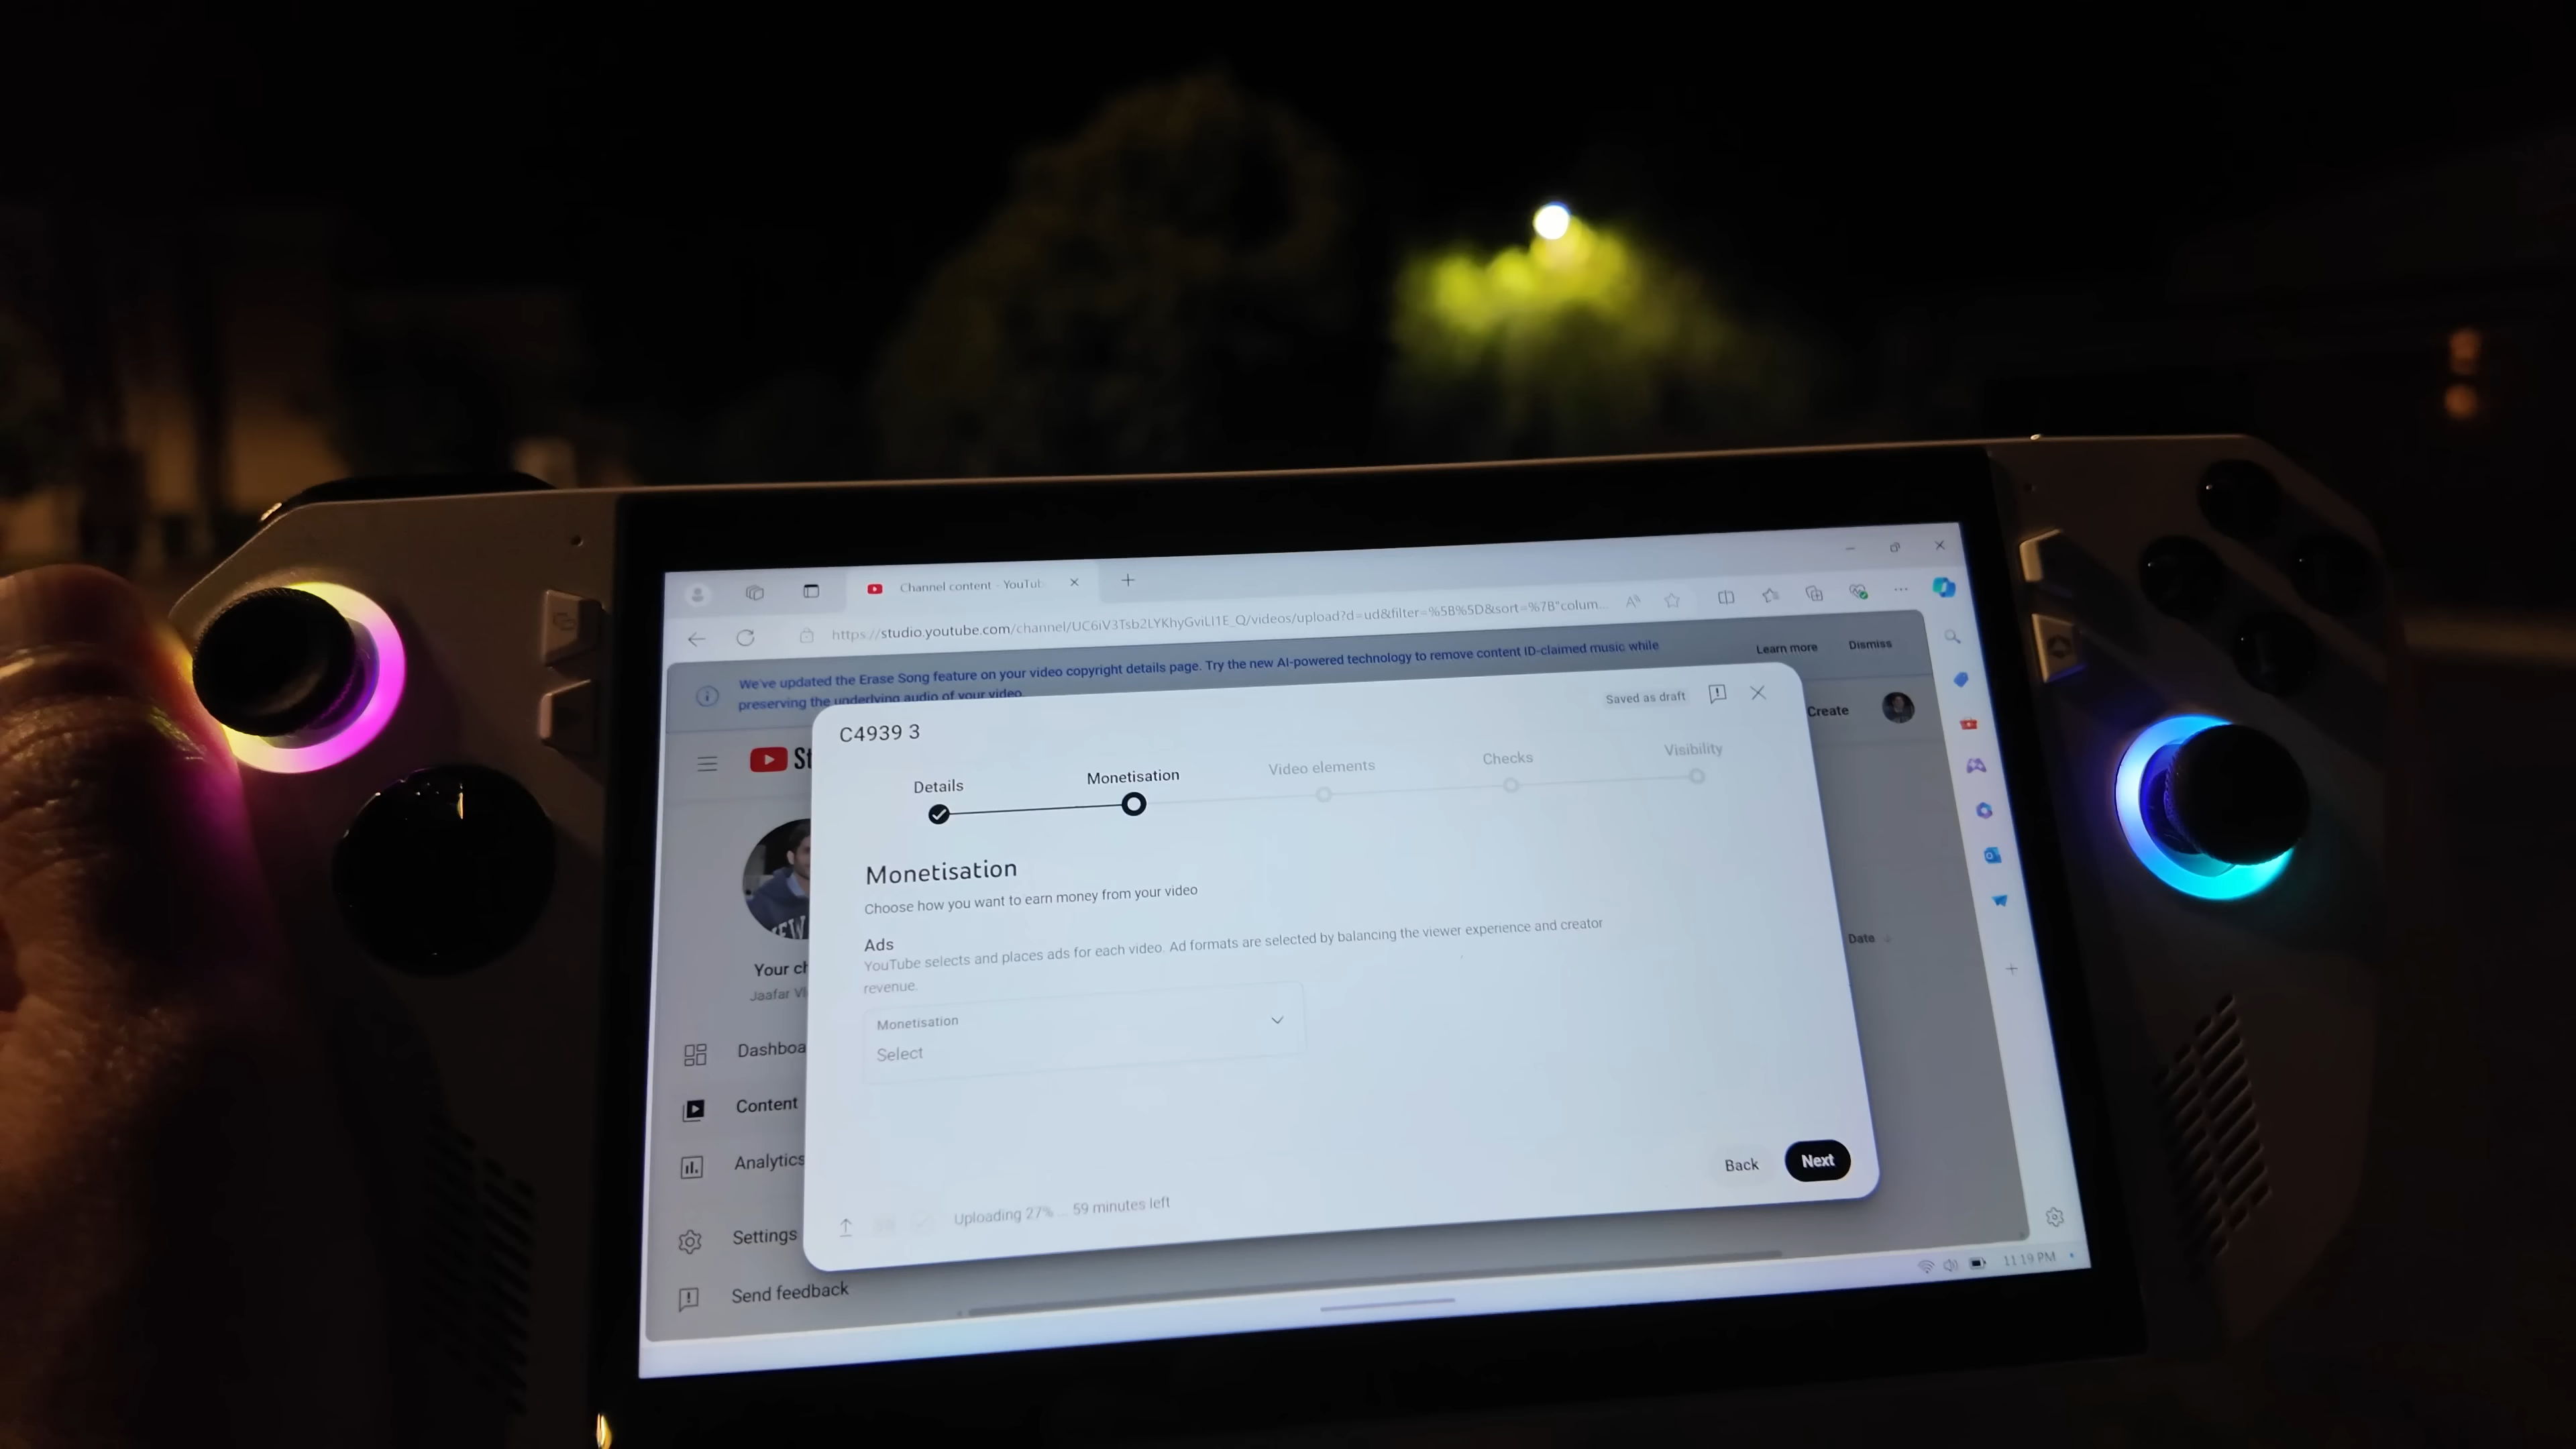 Channel content - YouTub
https://studio.youtube.com/channel/UC6iV3Tsb2LYKhyGviLI1E_Q/videos/upload?d=ud&filter=%5B%5D&sort=%7B"colum...
We've updated the Erase Song feature on your video copyright details page. Try the new AI-powered technology to remove content ID-claimed music while
preserving the underlying audio of your video.
Learn more
Dismiss
St
Create
C4939 3
Saved as draft
Details
Monetisation
Video elements
Checks
Visibility
Monetisation
Choose how you want to earn money from your video
Ads
YouTube selects and places ads for each video. Ad formats are selected by balancing the viewer experience and creator
revenue.
Monetisation
Select
Back
Next
Uploading 27% ... 59 minutes left
Your ch
Jaafar Vl
Dashboa
Content
Analytics
Settings
Send feedback
Date
11:19 PM